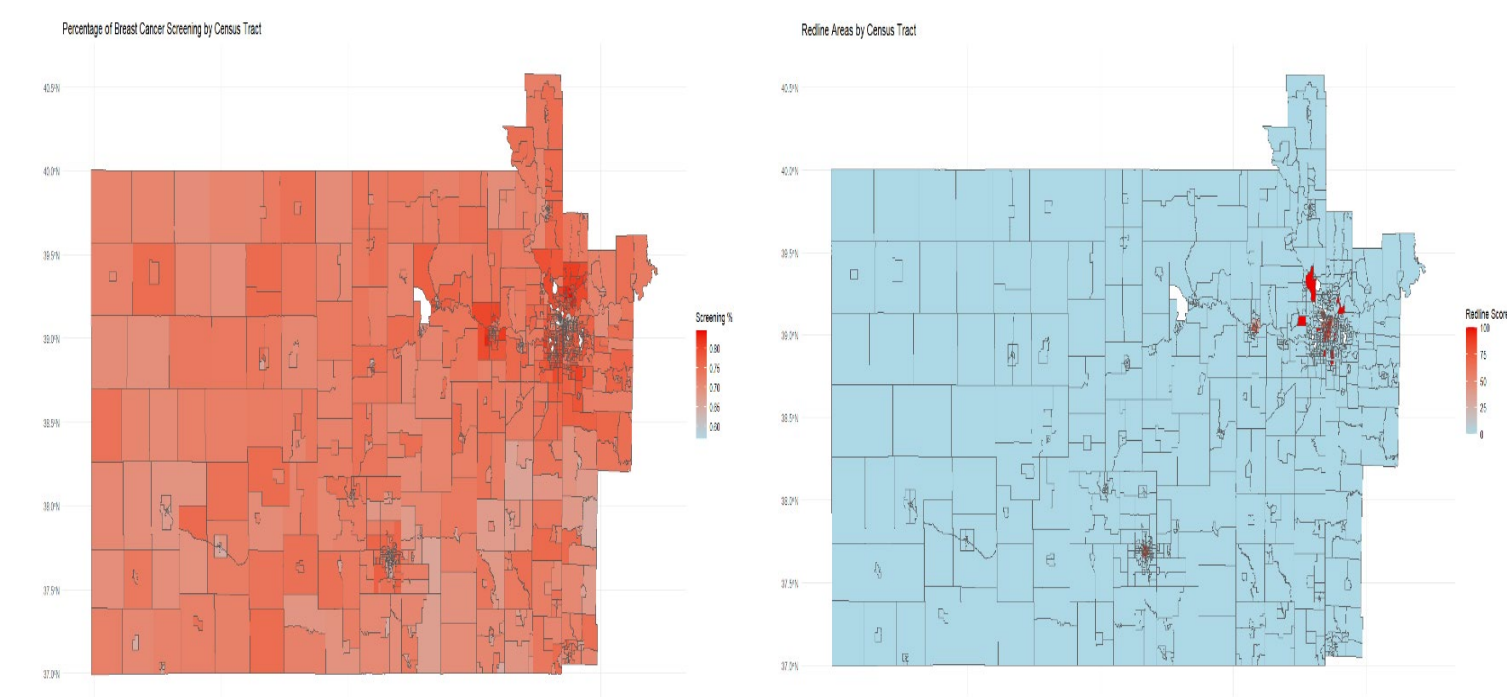 Percentage of Breast Cancer Screening by Census Tract
40.5°N
40.0°N
39.5°N
39.0°N
38.5°N
38.0°N
37.5°N
37.0°N
Screening %
0.80
0.75
0.70
0.65
0.60
Redline Areas by Census Tract
40.5°N
40.0°N
39.5°N
39.0°N
38.5°N
38.0°N
37.5°N
37.0°N
Redline Score
100
75
50
25
0